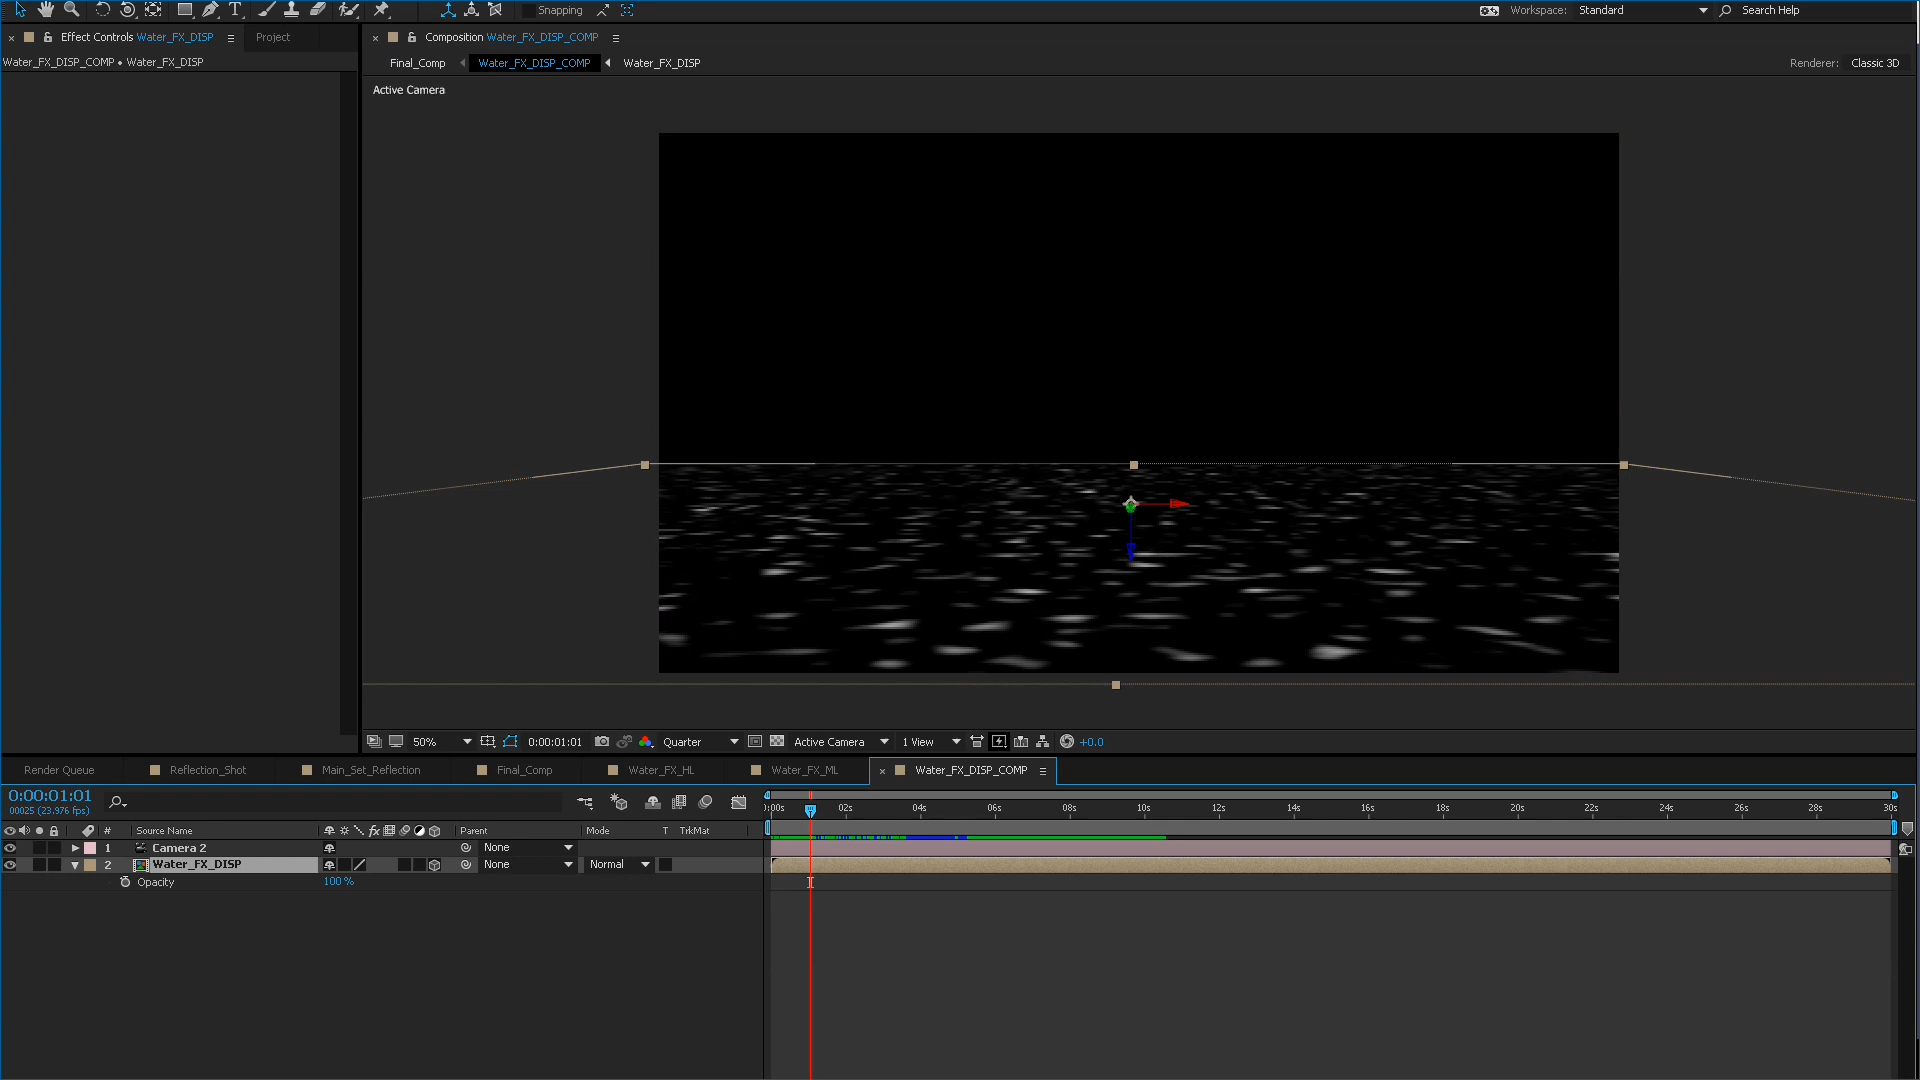 Snapping
Workspace: Standard
Search Help
Effect Controls Water_FX_DISP
Project
Composition Water_FX_DISP_COMP
Water_FX_DISP_COMP • Water_FX_DISP
Final_Comp
Water_FX_DISP_COMP
Water_FX_DISP
Renderer: Classic 3D
Active Camera
50%
0:00:01:01
Quarter
Active Camera
1 View
+0.0
Render Queue
Reflection_Shot
Main_Set_Reflection
Final_Comp
Water_FX_HL
Water_FX_ML
Water_FX_DISP_COMP
0:00:01:01
00025 (23.976 fps)
):00s 02s 04s 06s 08s 10s 12s 14s 16s 18s 20s 22s 24s 26s 28s 30s
# Source Name fx Parent Mode T TrkMat
1 Camera 2 None
2 Water_FX_DISP None Normal
Opacity 100 %